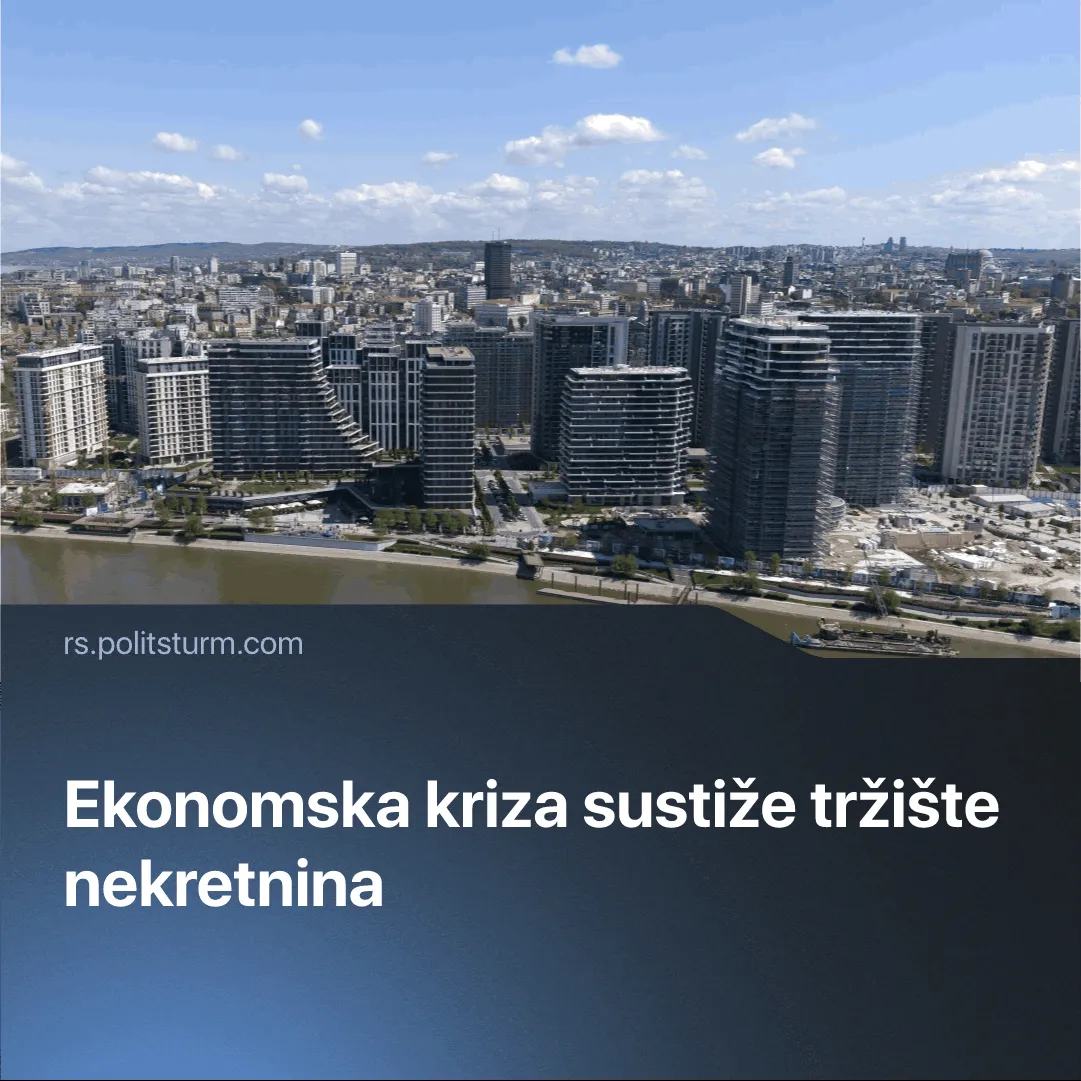 rs.politsturm.com
Ekonomska kriza sustiže tržište
nekretnina